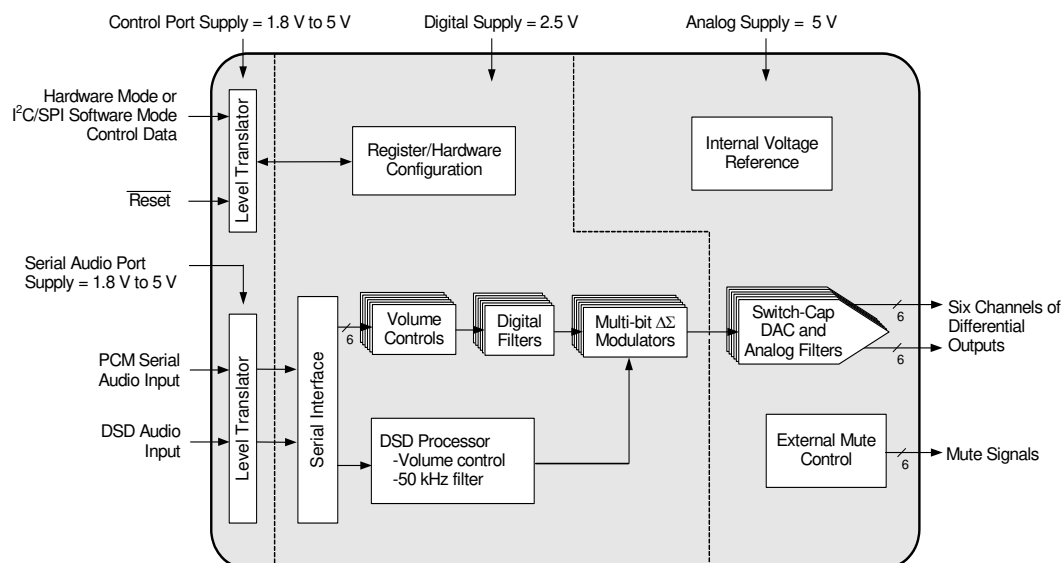 Control Port Supply = 1.8 V to 5 V
Digital Supply = 2.5 V
Analog Supply = 5 V
Hardware Mode or
I²C/SPI Software Mode
Control Data
Reset
Level Translator
Register/Hardware
Configuration
Internal Voltage
Reference
Serial Audio Port
Supply = 1.8 V to 5 V
PCM Serial
Audio Input
DSD Audio
Input
Level Translator
Serial Interface
6
Volume
Controls
Digital
Filters
Multi-bit ΔΣ
Modulators
Switch-Cap
DAC and
Analog Filters
6
6
Six Channels of
Differential
Outputs
DSD Processor
-Volume control
-50 kHz filter
External Mute
Control
6
Mute Signals